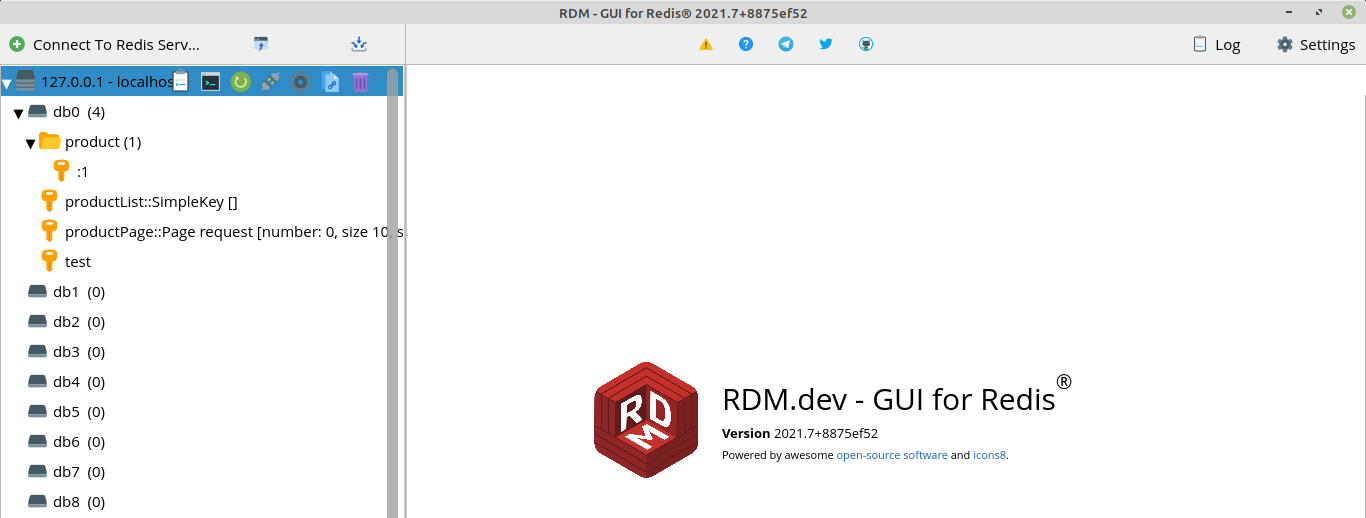 RDM - GUI for Redis® 2021.7+8875ef52
Connect To Redis Serv...
Log
Settings
127.0.0.1 - localhos
db0 (4)
product (1)
:1
productList::SimpleKey []
productPage::Page request [number: 0, size 10, s
test
db1 (0)
db2 (0)
db3 (0)
db4 (0)
db5 (0)
db6 (0)
db7 (0)
db8 (0)
RDM
RDM.dev - GUI for Redis®
Version 2021.7+8875ef52
Powered by awesome open-source software and icons8.